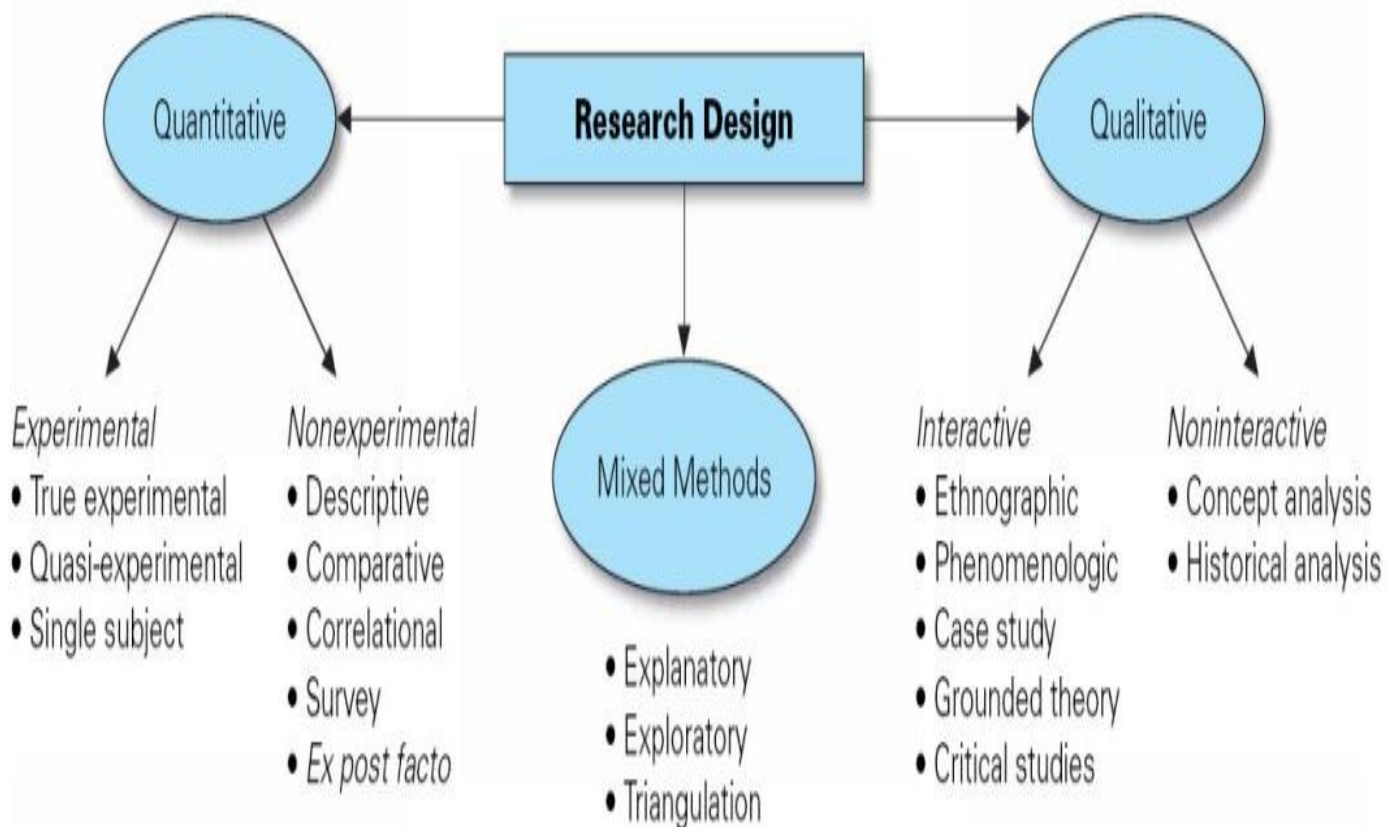 Research Design
Quantitative
Qualitative
Mixed Methods
Experimental
• True experimental
• Quasi-experimental
• Single subject
Nonexperimental
• Descriptive
• Comparative
• Correlational
• Survey
• Ex post facto
• Explanatory
• Exploratory
• Triangulation
Interactive
• Ethnographic
• Phenomenologic
• Case study
• Grounded theory
• Critical studies
Noninteractive
• Concept analysis
• Historical analysis